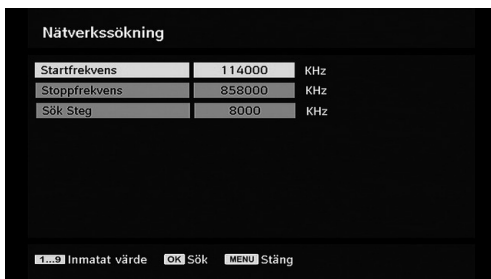 Nätverkssökning
Startfrekvens 114000 KHz
Stoppfrekvens 858000 KHz
Sök Steg 8000 KHz
1...9 Inmatat värde OK Sök MENU Stäng